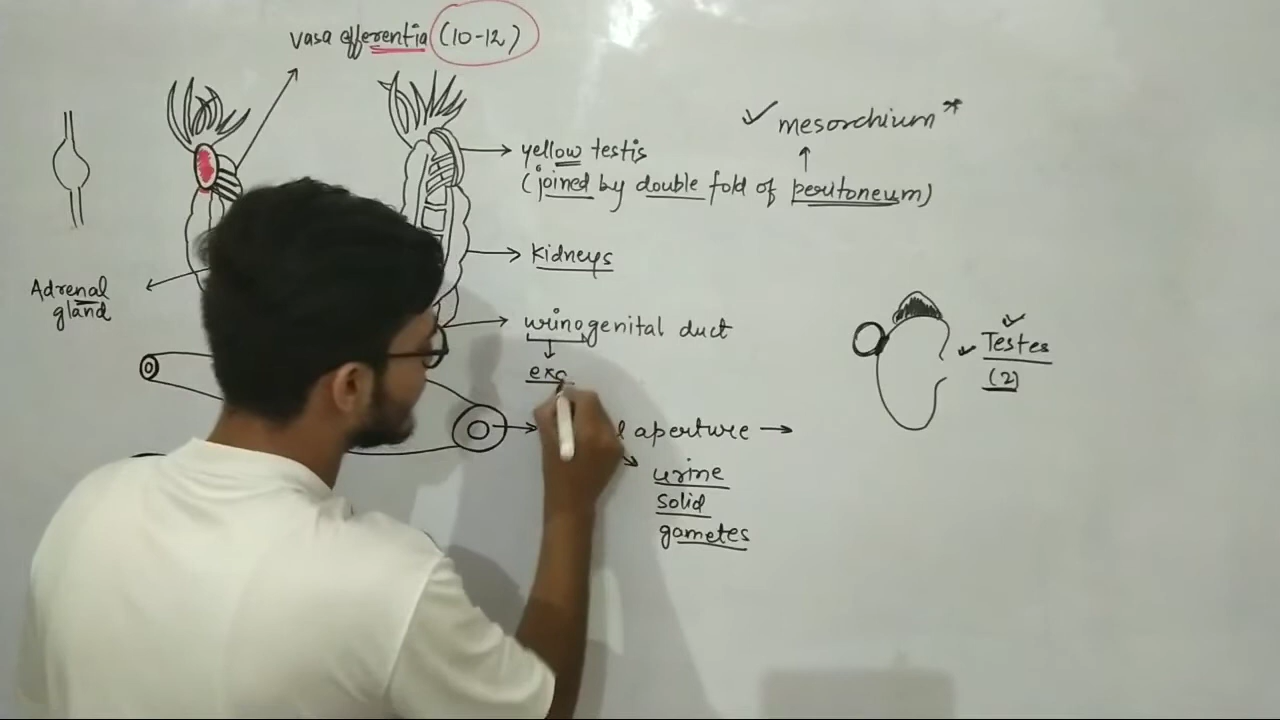 vasa efferentia (10-12)
mesorchium*
yellow testis
(joined by double fold of peritoneum)
kidneys
Adrenal
gland
urinogenital duct
exc
Testes
(2)
aperture
urine
solid
gametes